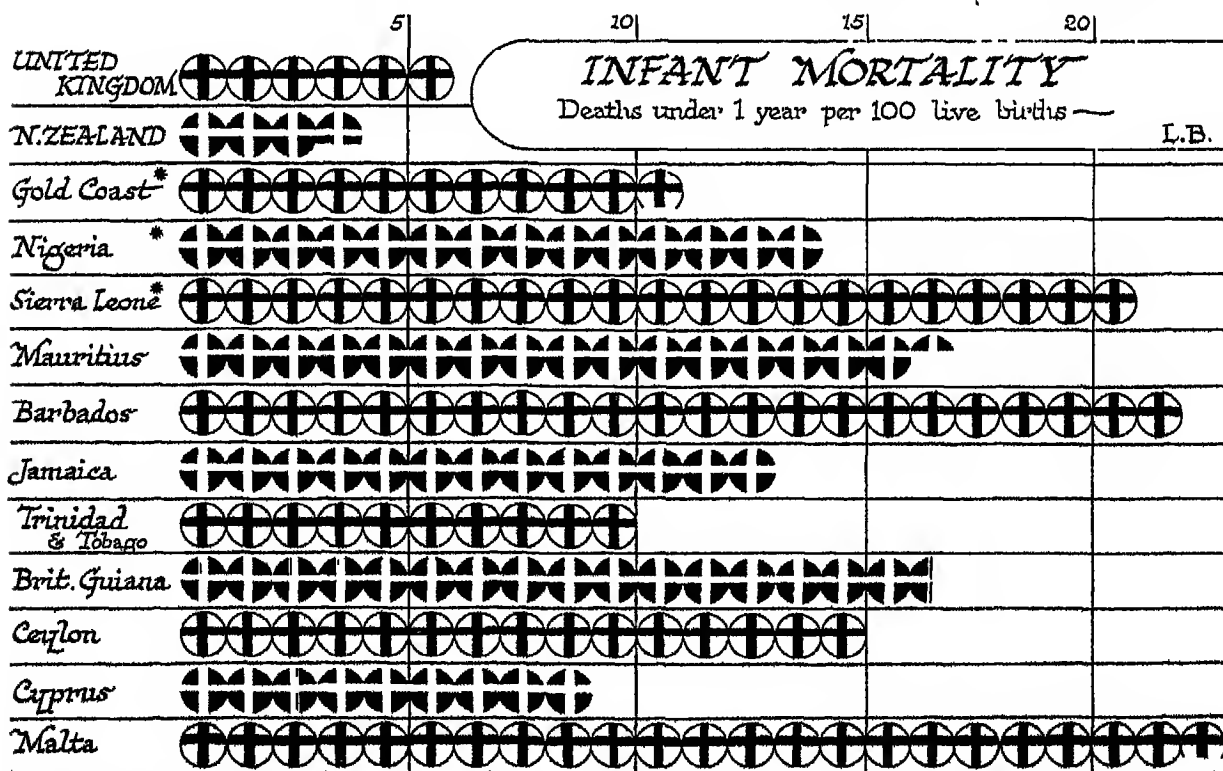 5 10 15 20
INFANT MORTALITY
Deaths under 1 year per 100 live births
L.B.
UNITED
KINGDOM
N.ZEALAND
Gold Coast*
Nigeria *
Sierra Leone*
Mauritius
Barbados
Jamaica
Trinidad
& Tobago
Brit. Guiana
Ceylon
Cyprus
Malta